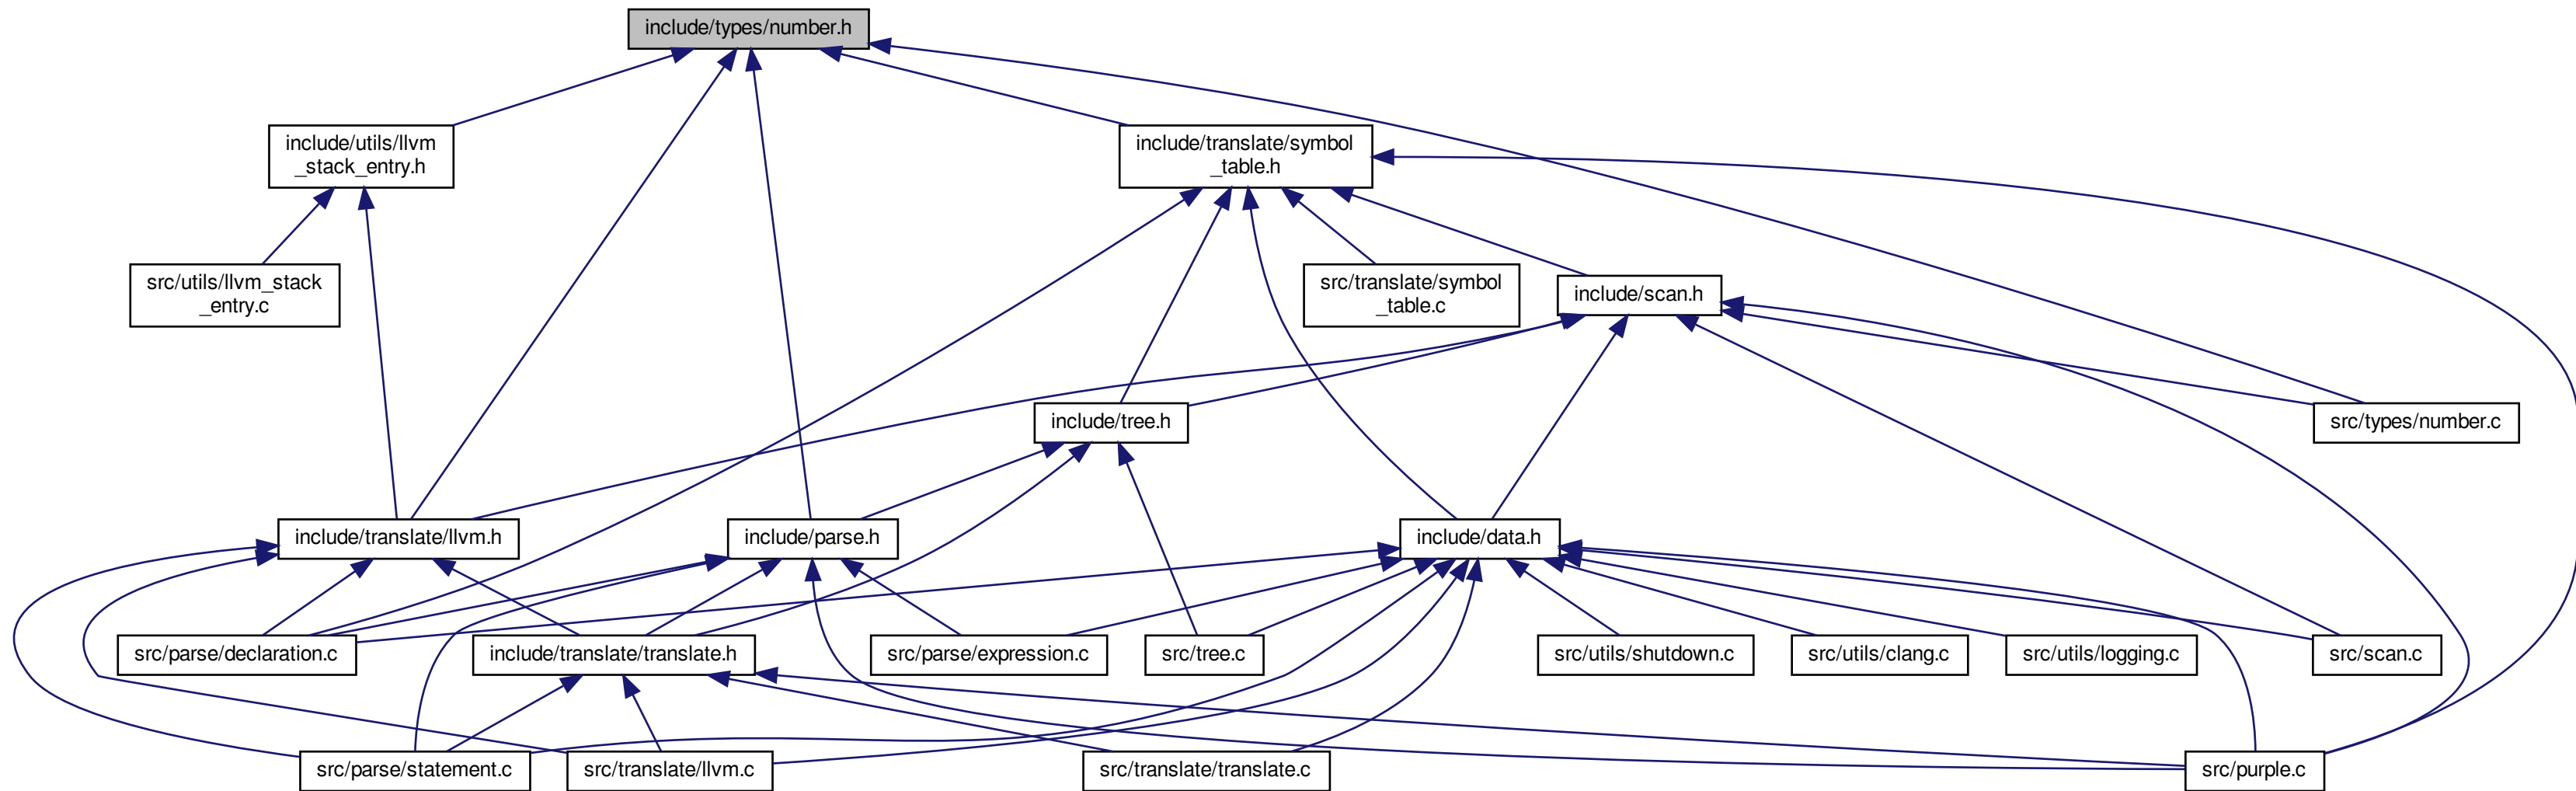 include/types/number.h
include/utils/llvm
_stack_entry.h
include/translate/symbol
_table.h
src/utils/llvm_stack
_entry.c
src/translate/symbol
_table.c
include/scan.h
include/tree.h
src/types/number.c
include/translate/llvm.h
include/parse.h
include/data.h
src/parse/declaration.c
include/translate/translate.h
src/parse/expression.c
src/tree.c
src/utils/shutdown.c
src/utils/clang.c
src/utils/logging.c
src/scan.c
src/parse/statement.c
src/translate/llvm.c
src/translate/translate.c
src/purple.c